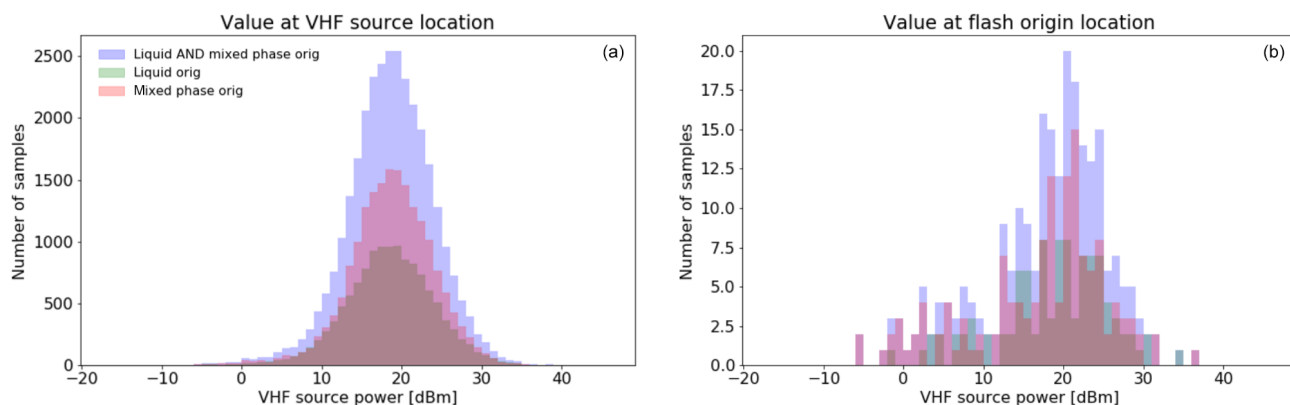 Value at VHF source location
(a)
Liquid AND mixed phase orig
Liquid orig
Mixed phase orig
2500
2000
1500
1000
500
0
Number of samples
−20 −10 0 10 20 30 40
VHF source power [dBm]
Value at flash origin location
(b)
20.0
17.5
15.0
12.5
10.0
7.5
5.0
2.5
0.0
Number of samples
−20 −10 0 10 20 30 40
VHF source power [dBm]